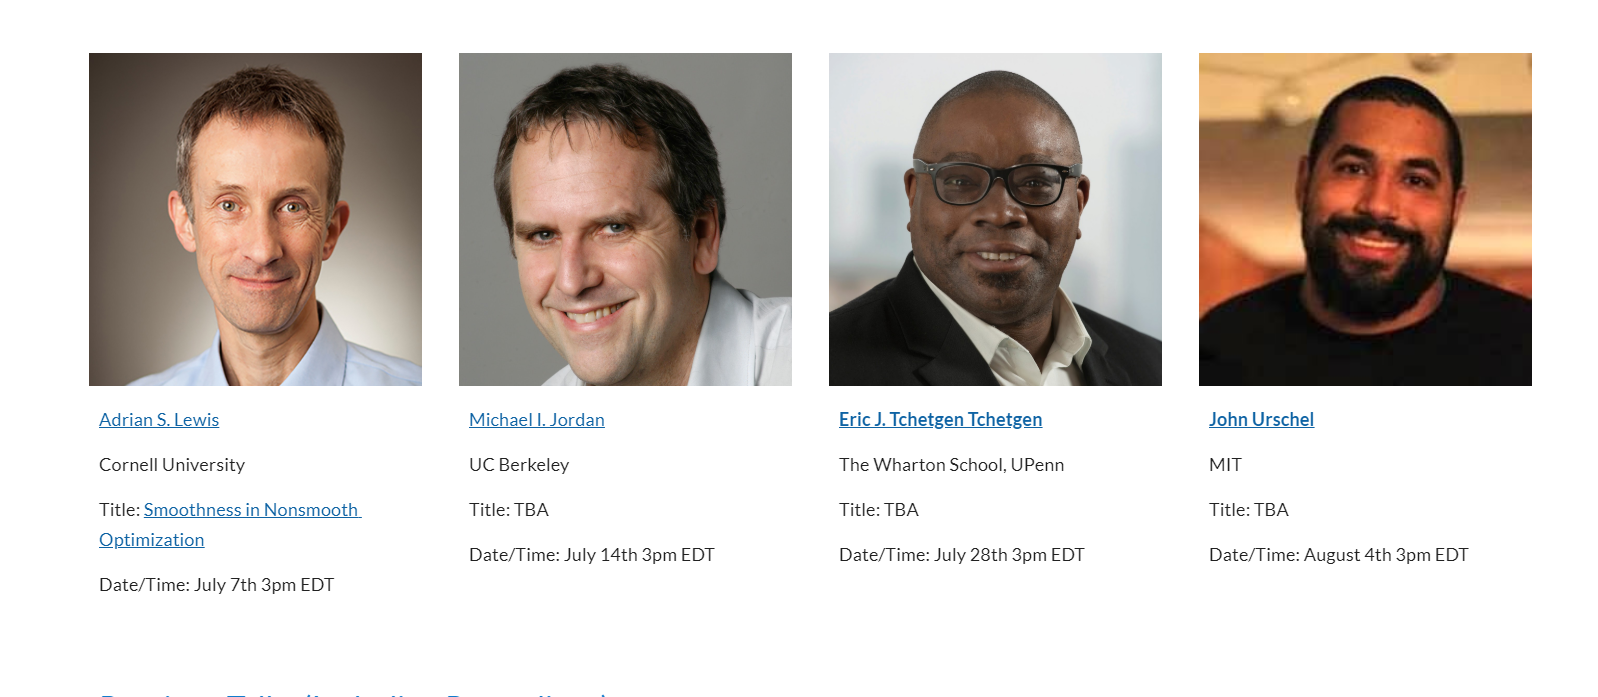 Adrian S. Lewis
Cornell University
Title: Smoothness in Nonsmooth
Optimization
Date/Time: July 7th 3pm EDT
Michael I. Jordan
UC Berkeley
Title: TBA
Date/Time: July 14th 3pm EDT
Eric J. Tchetgen Tchetgen
The Wharton School, UPenn
Title: TBA
Date/Time: July 28th 3pm EDT
John Urschel
MIT
Title: TBA
Date/Time: August 4th 3pm EDT